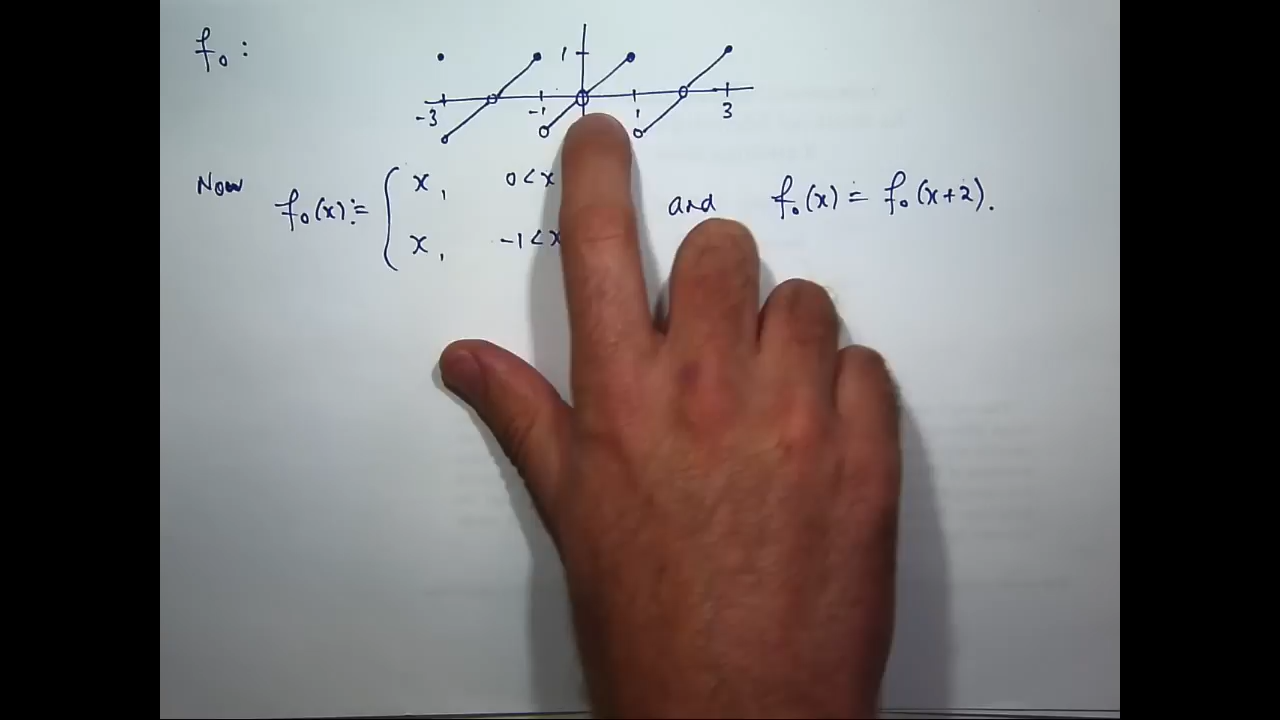 f₀ :
1
-3 -1 1 3
Now f₀(x) := { x, 0 < x and f₀(x) = f₀(x+2).
x, -1 < x